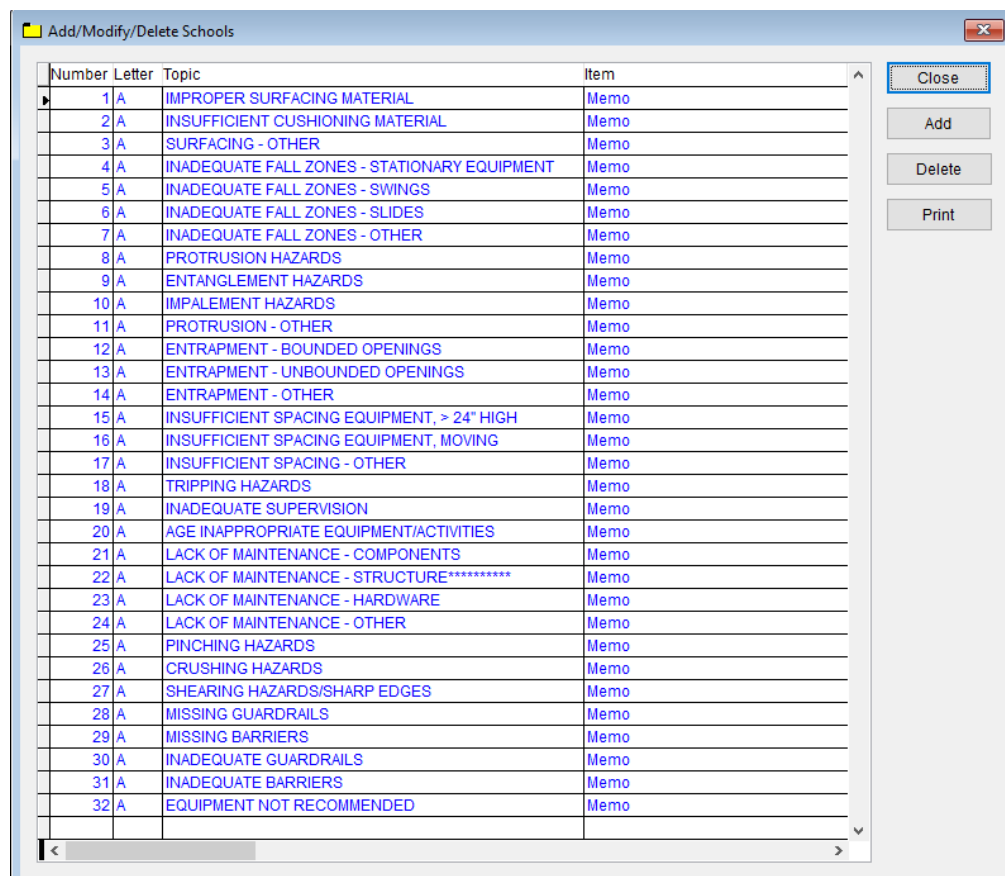 Add/Modify/Delete Schools
Number Letter Topic Item
1 A IMPROPER SURFACING MATERIAL Memo
2 A INSUFFICIENT CUSHIONING MATERIAL Memo
3 A SURFACING - OTHER Memo
4 A INADEQUATE FALL ZONES - STATIONARY EQUIPMENT Memo
5 A INADEQUATE FALL ZONES - SWINGS Memo
6 A INADEQUATE FALL ZONES - SLIDES Memo
7 A INADEQUATE FALL ZONES - OTHER Memo
8 A PROTRUSION HAZARDS Memo
9 A ENTANGLEMENT HAZARDS Memo
10 A IMPALEMENT HAZARDS Memo
11 A PROTRUSION - OTHER Memo
12 A ENTRAPMENT - BOUNDED OPENINGS Memo
13 A ENTRAPMENT - UNBOUNDED OPENINGS Memo
14 A ENTRAPMENT - OTHER Memo
15 A INSUFFICIENT SPACING EQUIPMENT, > 24" HIGH Memo
16 A INSUFFICIENT SPACING EQUIPMENT, MOVING Memo
17 A INSUFFICIENT SPACING - OTHER Memo
18 A TRIPPING HAZARDS Memo
19 A INADEQUATE SUPERVISION Memo
20 A AGE INAPPROPRIATE EQUIPMENT/ACTIVITIES Memo
21 A LACK OF MAINTENANCE - COMPONENTS Memo
22 A LACK OF MAINTENANCE - STRUCTURE********** Memo
23 A LACK OF MAINTENANCE - HARDWARE Memo
24 A LACK OF MAINTENANCE - OTHER Memo
25 A PINCHING HAZARDS Memo
26 A CRUSHING HAZARDS Memo
27 A SHEARING HAZARDS/SHARP EDGES Memo
28 A MISSING GUARDRAILS Memo
29 A MISSING BARRIERS Memo
30 A INADEQUATE GUARDRAILS Memo
31 A INADEQUATE BARRIERS Memo
32 A EQUIPMENT NOT RECOMMENDED Memo
Close
Add
Delete
Print